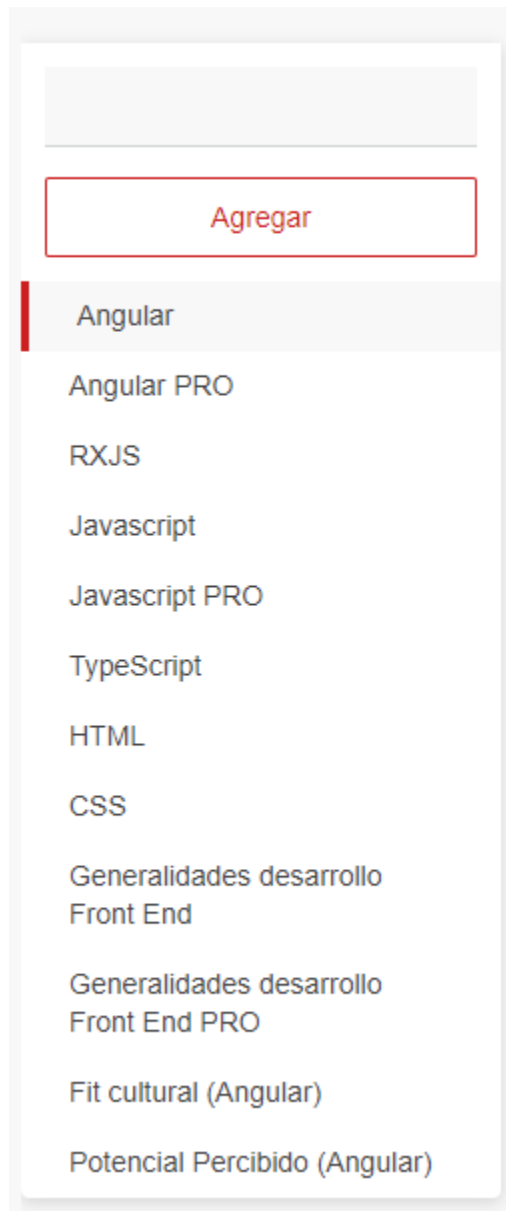 Agregar
Angular
Angular PRO
RXJS
Javascript
Javascript PRO
TypeScript
HTML
CSS
Generalidades desarrollo
Front End
Generalidades desarrollo
Front End PRO
Fit cultural (Angular)
Potencial Percibido (Angular)